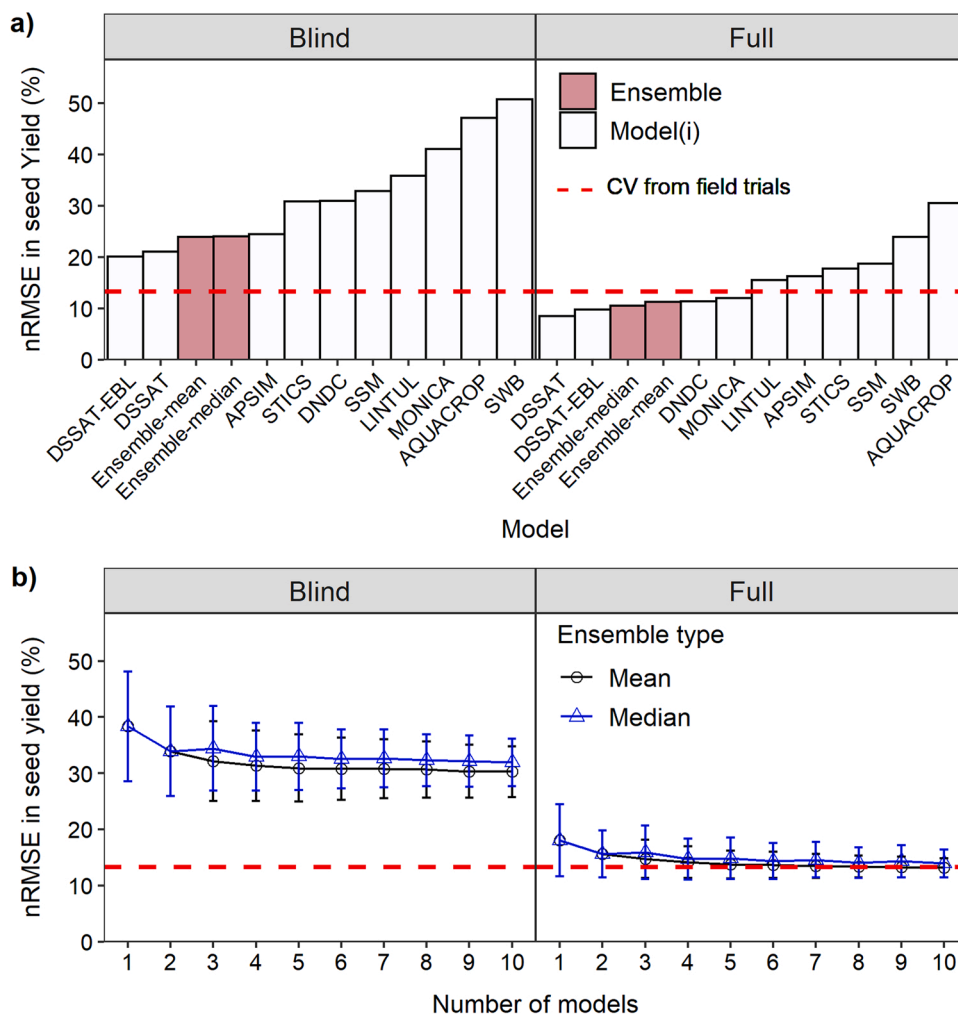 a)
Blind
Full
nRMSE in seed Yield (%)
50
40
30
20
10
0
Ensemble
Model(i)
CV from field trials
DSSAT-EBL
DSSAT
Ensemble-mean
Ensemble-median
APSIM
STICS
DNDC
SSM
LINTUL
MONICA
AQUACROP
SWB
DSSAT
DSSAT-EBL
Ensemble-median
Ensemble-mean
DNDC
MONICA
LINTUL
APSIM
STICS
SSM
SWB
AQUACROP
Model
b)
Blind
Full
nRMSE in seed yield (%)
50
40
30
20
10
0
Ensemble type
Mean
Median
1 2 3 4 5 6 7 8 9 10 1 2 3 4 5 6 7 8 9 10
Number of models